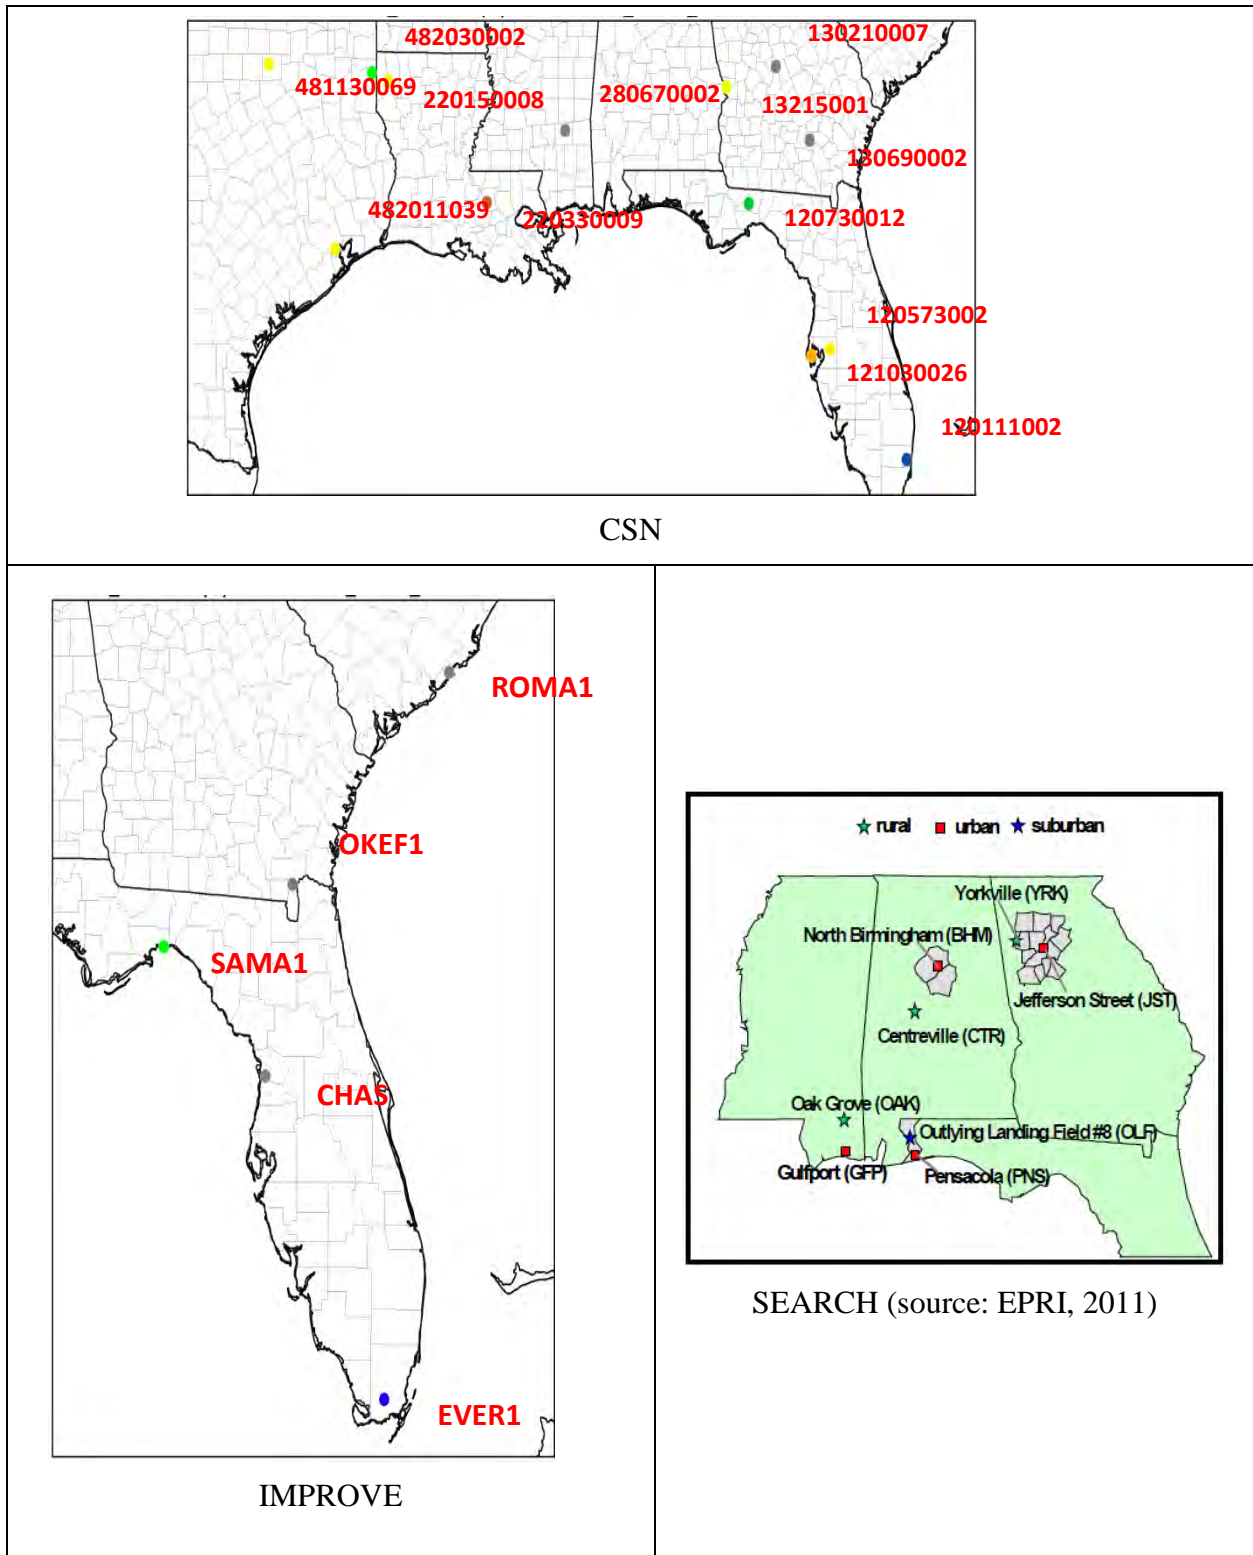 482030002
130210007
481130069
220150008
280670002
13215001
130690002
482011039
220330009
120730012
120573002
121030026
120111002
CSN
ROMA1
OKEF1
SAMA1
CHAS
EVER1
IMPROVE
rural urban suburban
Yorkville (YRK)
North Birmingham (BHM)
Jefferson Street (JST)
Centreville (CTR)
Oak Grove (OAK)
Outlying Landing Field #8 (OLF)
Gulfport (GFP)
Pensacola (PNS)
SEARCH (source: EPRI, 2011)